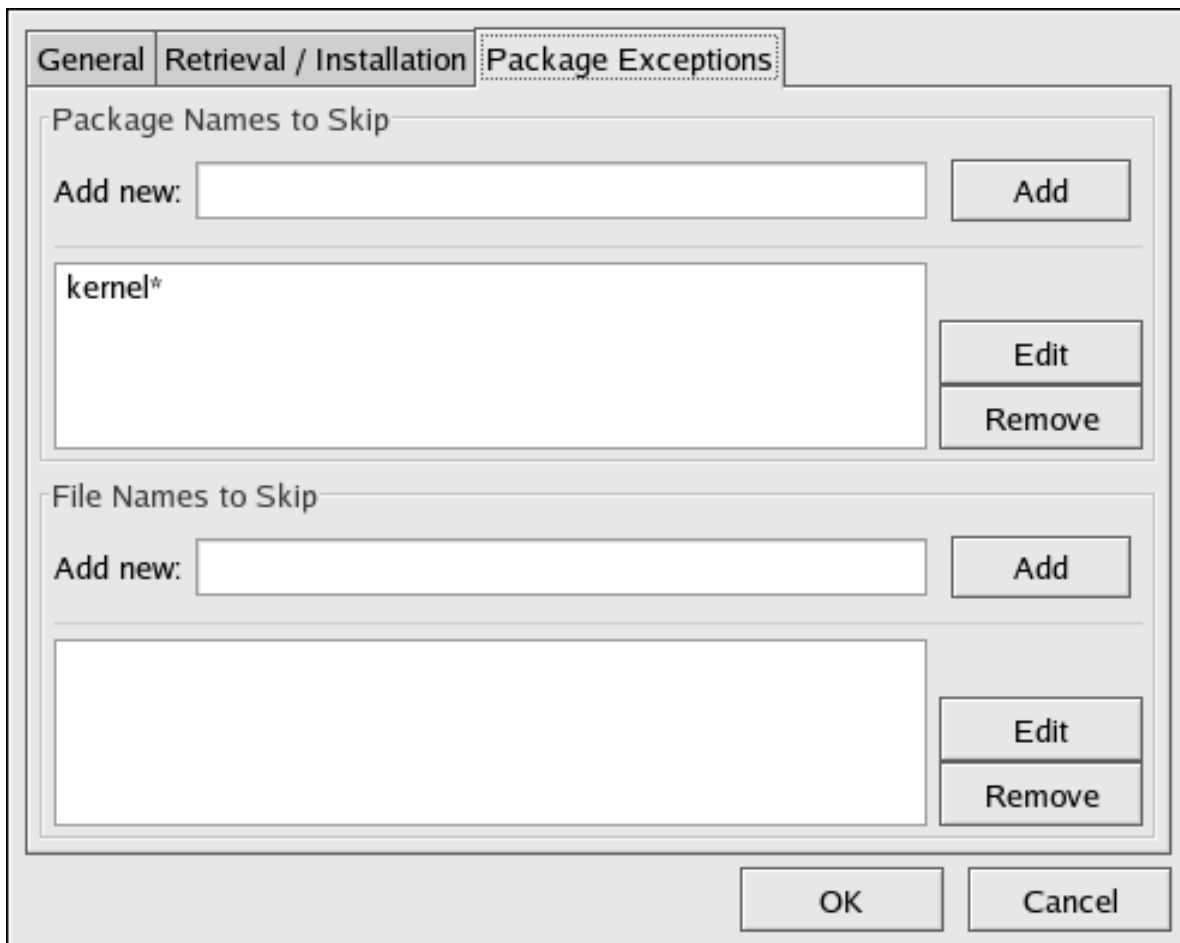 General Retrieval / Installation Package Exceptions
Package Names to Skip
Add new: Add
kernel*
Edit
Remove
File Names to Skip
Add new: Add
Edit
Remove
OK Cancel